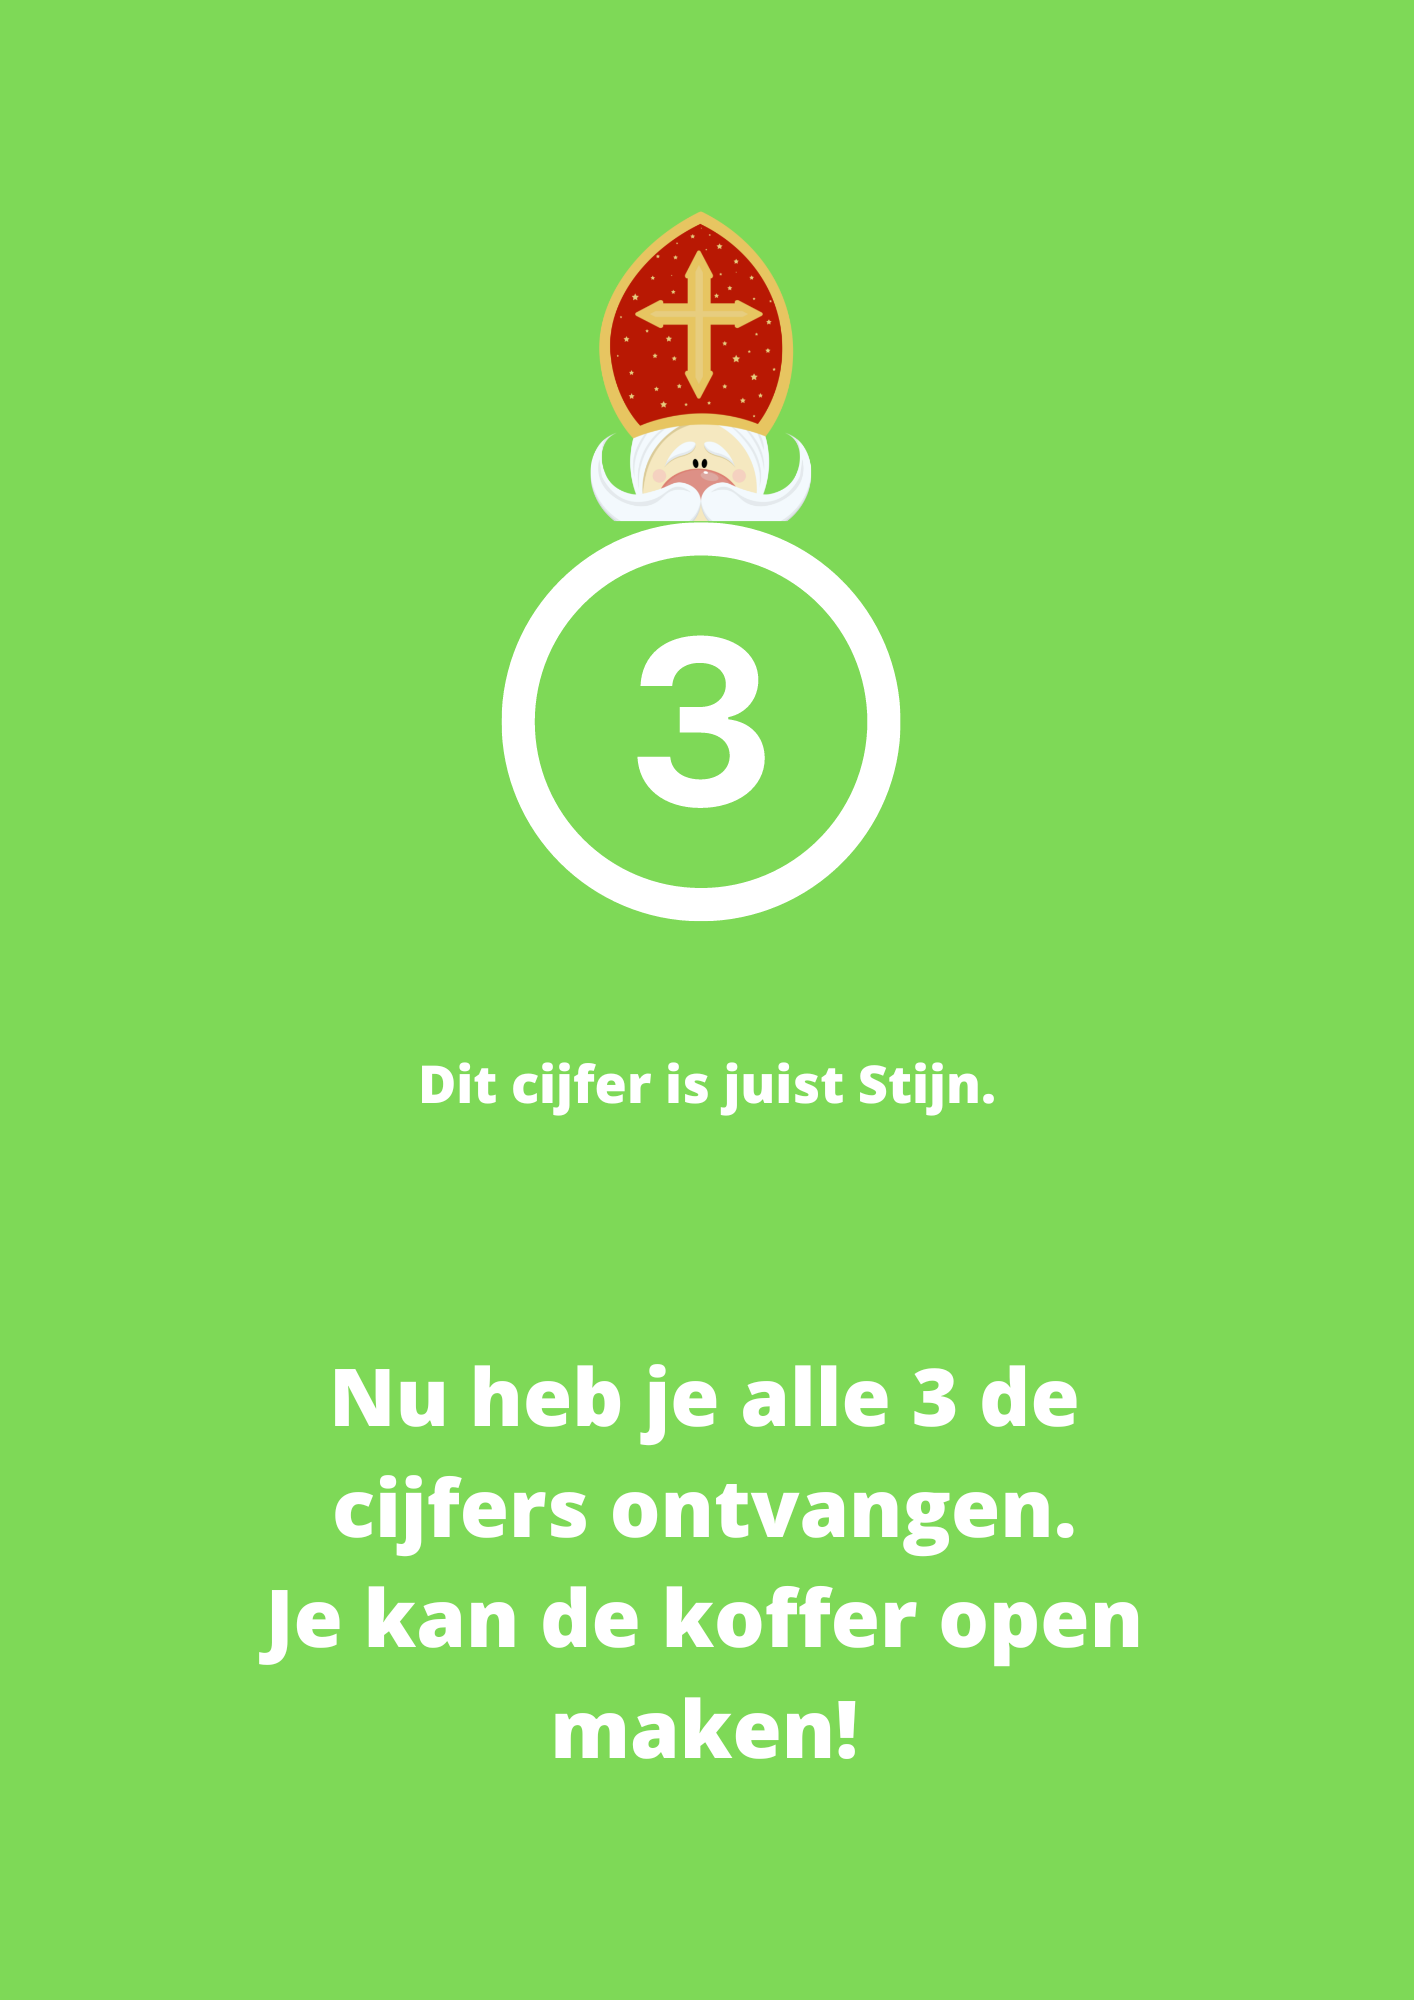 3
Dit cijfer is juist Stijn.
Nu heb je alle 3 de
cijfers ontvangen.
Je kan de koffer open
maken!